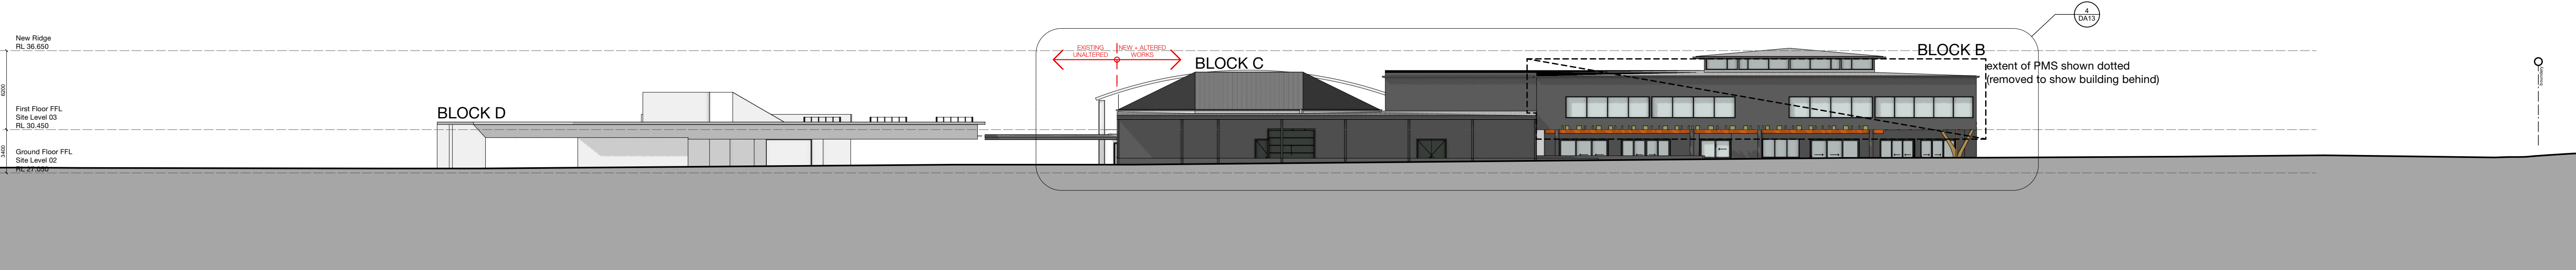 4
DA13
New Ridge
RL 36.650
EXISTING
UNALTERED
NEW + ALTERED
WORKS
BLOCK B
BLOCK C
extent of PMS shown dotted
(removed to show building behind)
boundary
6200
First Floor FFL
Site Level 03
RL 30.450
BLOCK D
3400
Ground Floor FFL
Site Level 02
RL 27.050